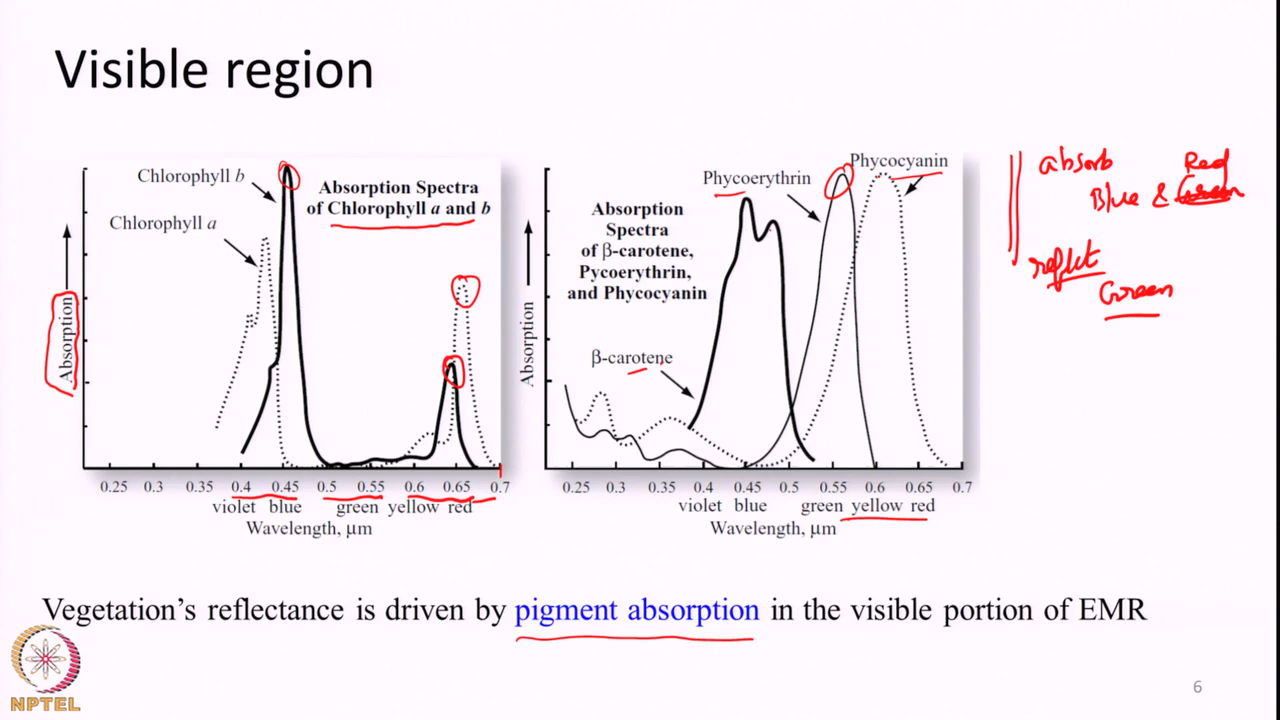 Visible region
Chlorophyll b
Chlorophyll a
Absorption Spectra
of Chlorophyll a and b
Absorption
0.25 0.3 0.35 0.4 0.45 0.5 0.55 0.6 0.65 0.7
violet blue green yellow red
Wavelength, μm
Phycoerythrin
Phycocyanin
Absorption
Spectra
of β-carotene,
Pycoerythrin,
and Phycocyanin
β-carotene
Absorption
0.25 0.3 0.35 0.4 0.45 0.5 0.55 0.6 0.65 0.7
violet blue green yellow red
Wavelength, μm
absorb Red
Blue & Green
reflect
Green
Vegetation's reflectance is driven by pigment absorption in the visible portion of EMR
NPTEL
6